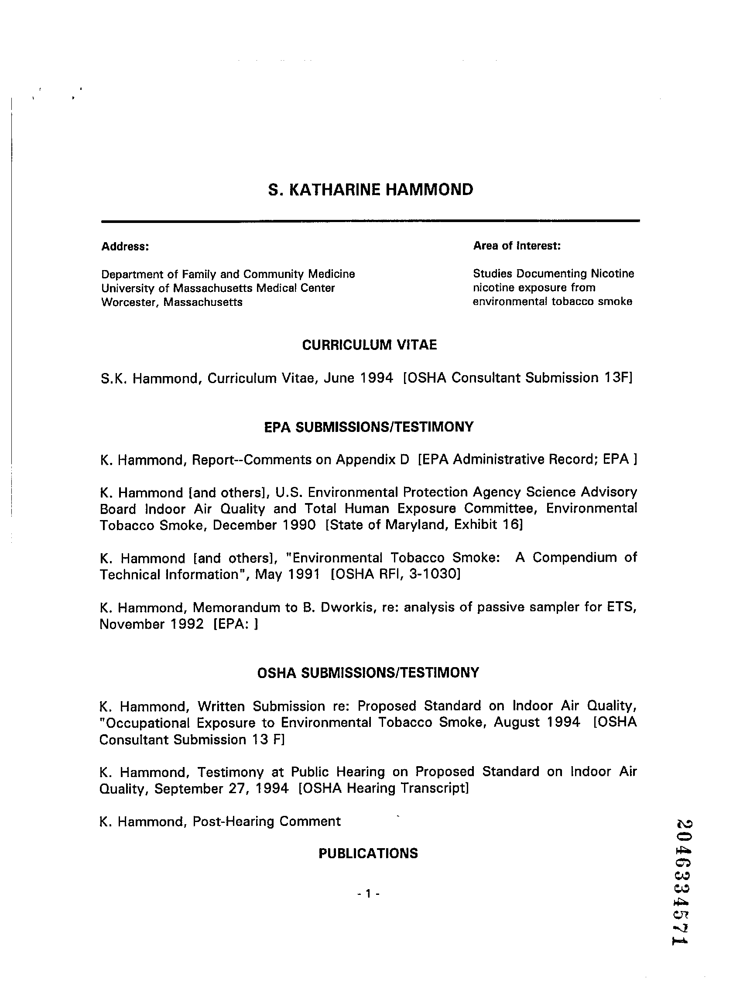 S. KATHARINE HAMMOND
Address:
Department of Family and Community Medicine
University of Massachusetts Medical Center
Worcester, Massachusetts
Area of Interest:
Studies Documenting Nicotine
nicotine exposure from
environmental tobacco smoke
CURRICULUM VITAE
S.K. Hammond, Curriculum Vitae, June 1994 [OSHA Consultant Submission 13F]
EPA SUBMISSIONS/TESTIMONY
K. Hammond, Report--Comments on Appendix D [EPA Administrative Record; EPA ]
K. Hammond [and others], U.S. Environmental Protection Agency Science Advisory
Board Indoor Air Quality and Total Human Exposure Committee, Environmental
Tobacco Smoke, December 1990 [State of Maryland, Exhibit 16]
K. Hammond [and others], "Environmental Tobacco Smoke: A Compendium of
Technical Information", May 1991 [OSHA RFI, 3-1030]
K. Hammond, Memorandum to B. Dworkis, re: analysis of passive sampler for ETS,
November 1992 [EPA: ]
OSHA SUBMISSIONS/TESTIMONY
K. Hammond, Written Submission re: Proposed Standard on Indoor Air Quality,
"Occupational Exposure to Environmental Tobacco Smoke, August 1994 [OSHA
Consultant Submission 13 F]
K. Hammond, Testimony at Public Hearing on Proposed Standard on Indoor Air
Quality, September 27, 1994 [OSHA Hearing Transcript]
K. Hammond, Post-Hearing Comment
PUBLICATIONS
- 1 -
2046334571